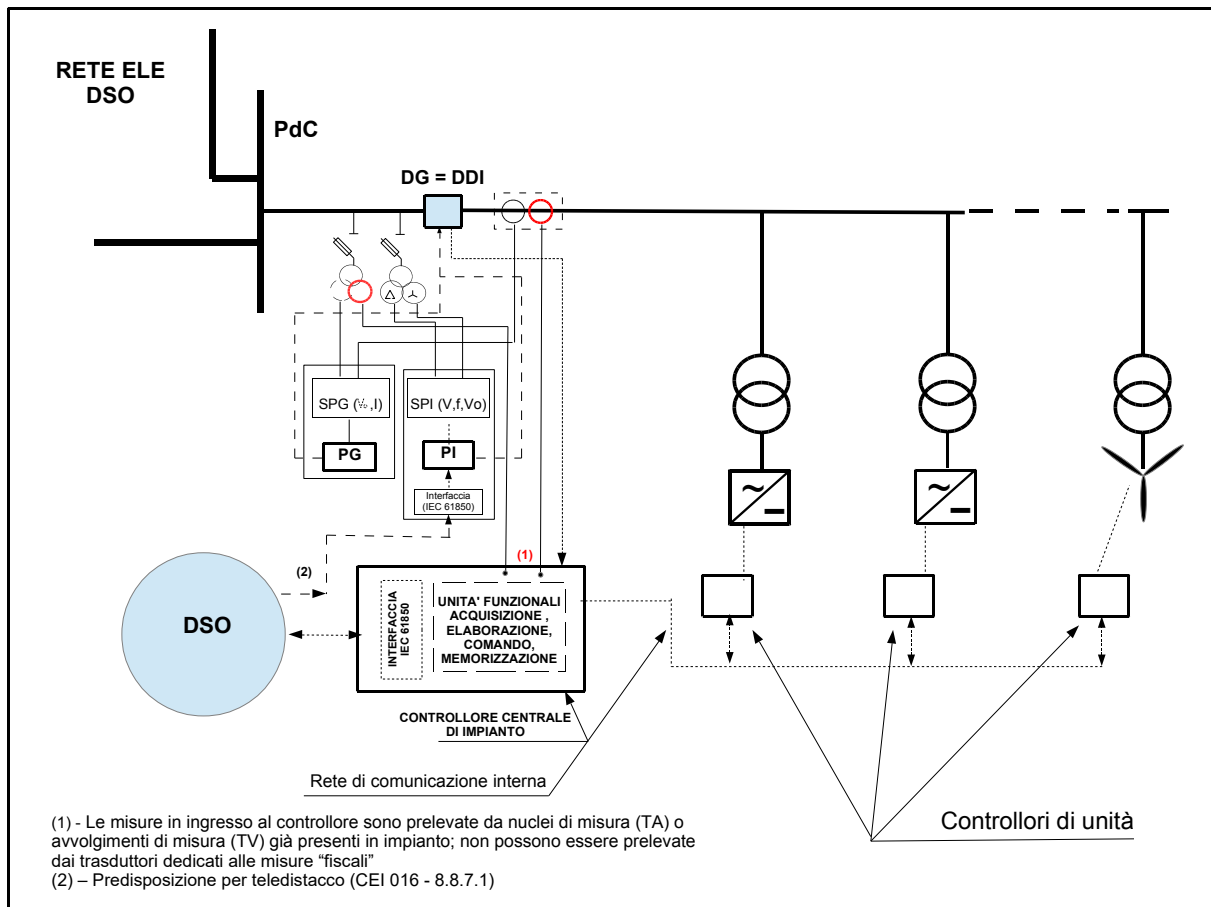 RETE ELE
DSO
PdC
DG = DDI
SPG ( ,I)
SPI (V,f,Vo)
PG
PI
Interfaccia
(IEC 61850)
(1)
(2)
DSO
INTERFACCIA
IEC 61850
UNITA' FUNZIONALI
ACQUISIZIONE ,
ELABORAZIONE,
COMANDO,
MEMORIZZAZIONE
CONTROLLORE CENTRALE
DI IMPIANTO
Rete di comunicazione interna
Controllori di unità
(1) - Le misure in ingresso al controllore sono prelevate da nuclei di misura (TA) o
avvolgimenti di misura (TV) già presenti in impianto; non possono essere prelevate
dai trasduttori dedicati alle misure “fiscali”
(2) – Predisposizione per teledistacco (CEI 016 - 8.8.7.1)